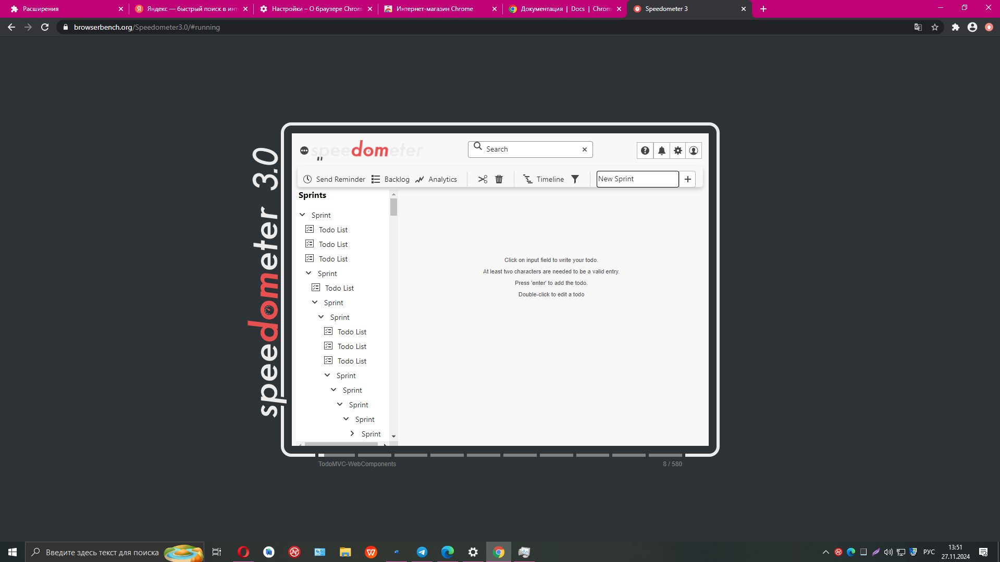 Расширения
Яндекс — быстрый поиск в инт
Настройки – О браузере Chrom
Интернет-магазин Chrome
Документация | Docs | Chrom
Speedometer 3
browserbench.org/Speedometer3.0/#running
speedometer 3.0
speedometer
Search
Send Reminder
Backlog
Analytics
Timeline
New Sprint
Sprints
Sprint
Todo List
Todo List
Todo List
Sprint
Todo List
Sprint
Sprint
Todo List
Todo List
Todo List
Sprint
Sprint
Sprint
Sprint
Sprint
Click on input field to write your todo.
At least two characters are needed to be a valid entry.
Press 'enter' to add the todo.
Double-click to edit a todo
TodoMVC-WebComponents
8 / 580
Введите здесь текст для поиска
РУС
13:51
27.11.2024